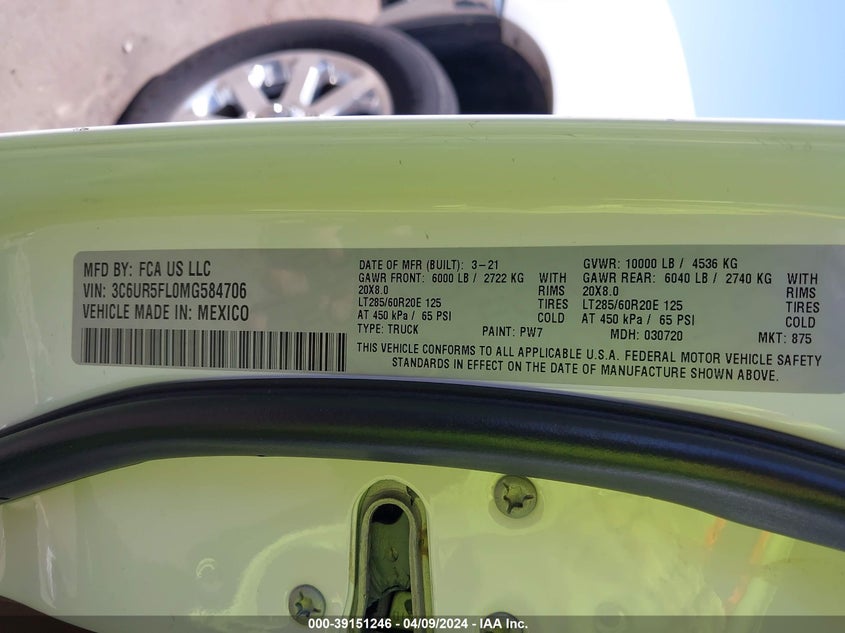 MFD BY: FCA US LLC
VIN: 3C6UR5FL0MG584706
VEHICLE MADE IN: MEXICO
DATE OF MFR (BUILT): 3-21
GAWR FRONT: 6000 LB / 2722 KG WITH
20X8.0 RIMS
LT285/60R20E 125 TIRES
AT 450 kPa / 65 PSI COLD
TYPE: TRUCK PAINT: PW7
GVWR: 10000 LB / 4536 KG
GAWR REAR: 6040 LB / 2740 KG WITH
20X8.0 RIMS
LT285/60R20E 125 TIRES
AT 450 kPa / 65 PSI COLD
MDH: 030720 MKT: 875
THIS VEHICLE CONFORMS TO ALL APPLICABLE U.S.A. FEDERAL MOTOR VEHICLE SAFETY
STANDARDS IN EFFECT ON THE DATE OF MANUFACTURE SHOWN ABOVE.
000-39151246 - 04/09/2024 - IAA Inc.